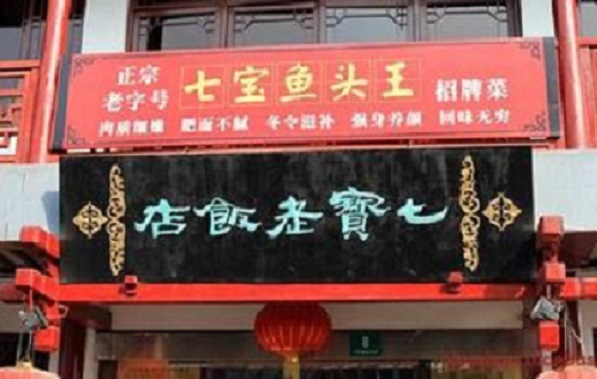 正宗
老字号
七宝鱼头王
招牌菜
肉质细嫩 肥而不腻 冬令滋补 强身养颜 回味无穷
七寶老飯店